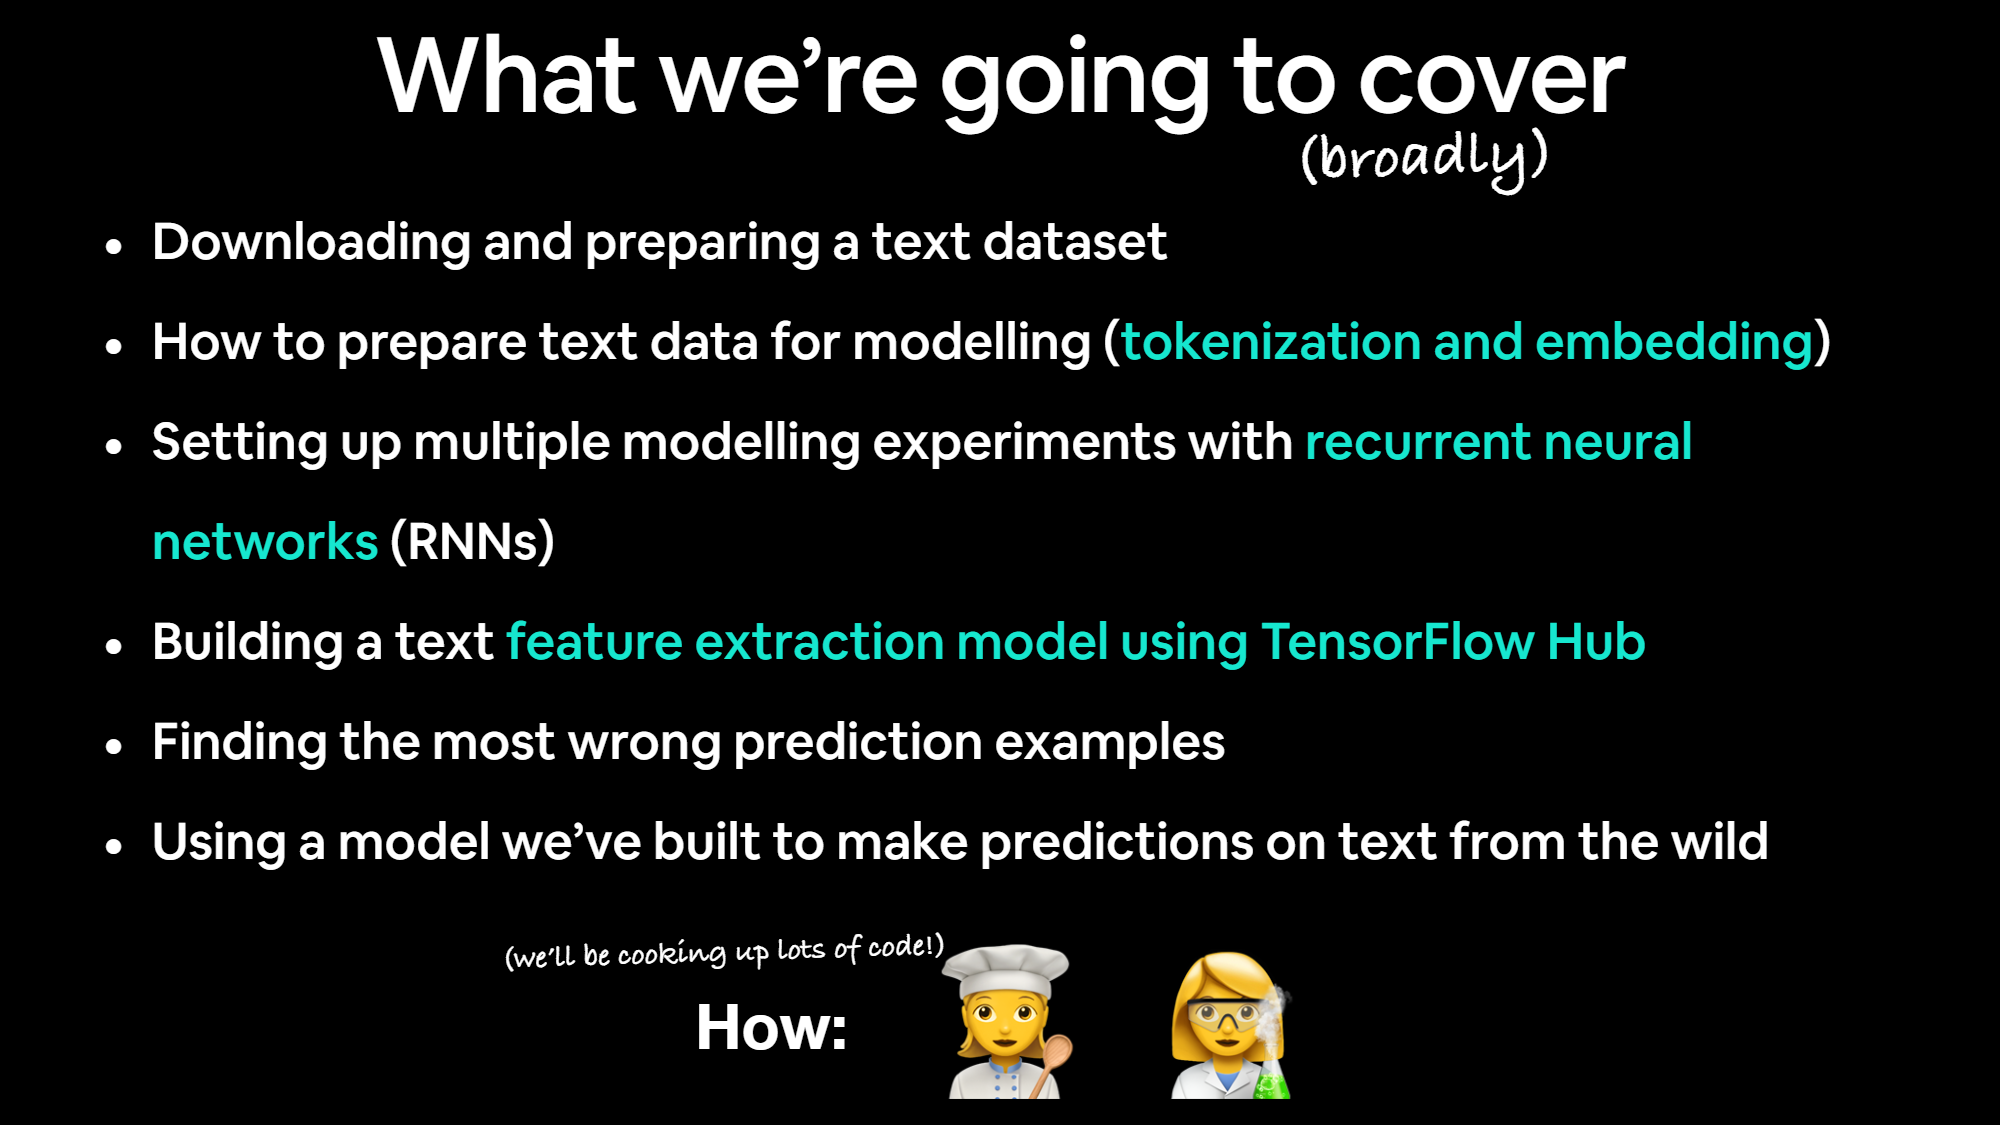 What we’re going to cover
(broadly)
• Downloading and preparing a text dataset
• How to prepare text data for modelling (tokenization and embedding)
• Setting up multiple modelling experiments with recurrent neural
networks (RNNs)
• Building a text feature extraction model using TensorFlow Hub
• Finding the most wrong prediction examples
• Using a model we’ve built to make predictions on text from the wild
(we’ll be cooking up lots of code!)
How: